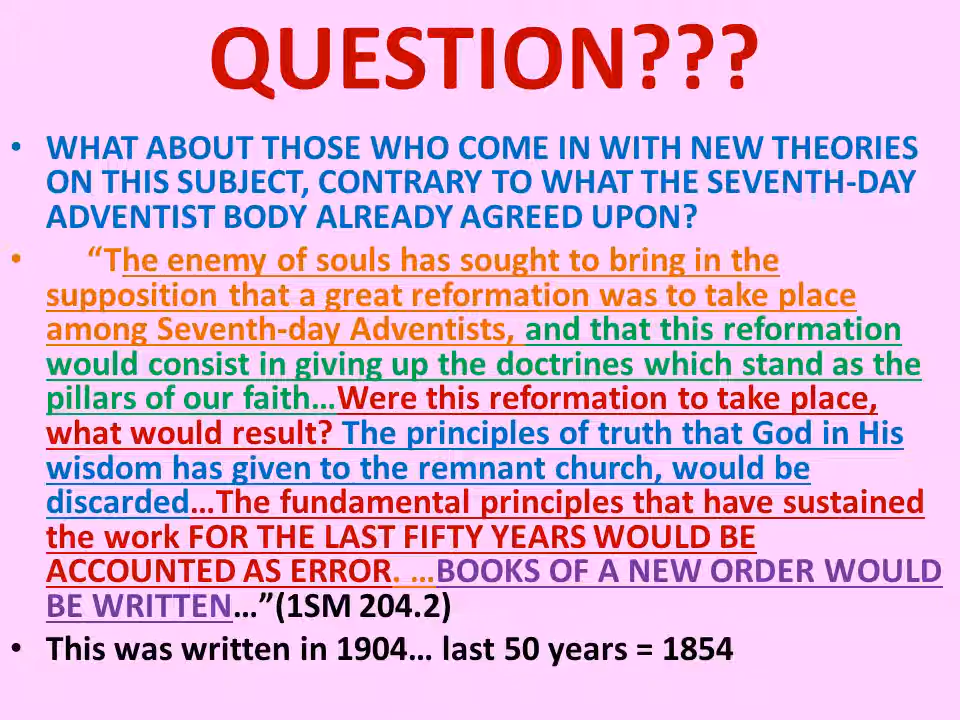 QUESTION???
• WHAT ABOUT THOSE WHO COME IN WITH NEW THEORIES
ON THIS SUBJECT, CONTRARY TO WHAT THE SEVENTH-DAY
ADVENTIST BODY ALREADY AGREED UPON?
• “The enemy of souls has sought to bring in the
supposition that a great reformation was to take place
among Seventh-day Adventists, and that this reformation
would consist in giving up the doctrines which stand as the
pillars of our faith…Were this reformation to take place,
what would result? The principles of truth that God in His
wisdom has given to the remnant church, would be
discarded…The fundamental principles that have sustained
the work FOR THE LAST FIFTY YEARS WOULD BE
ACCOUNTED AS ERROR. …BOOKS OF A NEW ORDER WOULD
BE WRITTEN…”(1SM 204.2)
• This was written in 1904… last 50 years = 1854